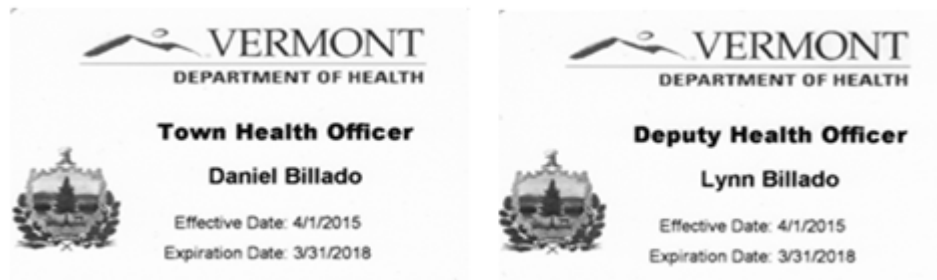 VERMONT
DEPARTMENT OF HEALTH
Town Health Officer
Daniel Billado
Effective Date: 4/1/2015
Expiration Date: 3/31/2018
VERMONT
DEPARTMENT OF HEALTH
Deputy Health Officer
Lynn Billado
Effective Date: 4/1/2015
Expiration Date: 3/31/2018